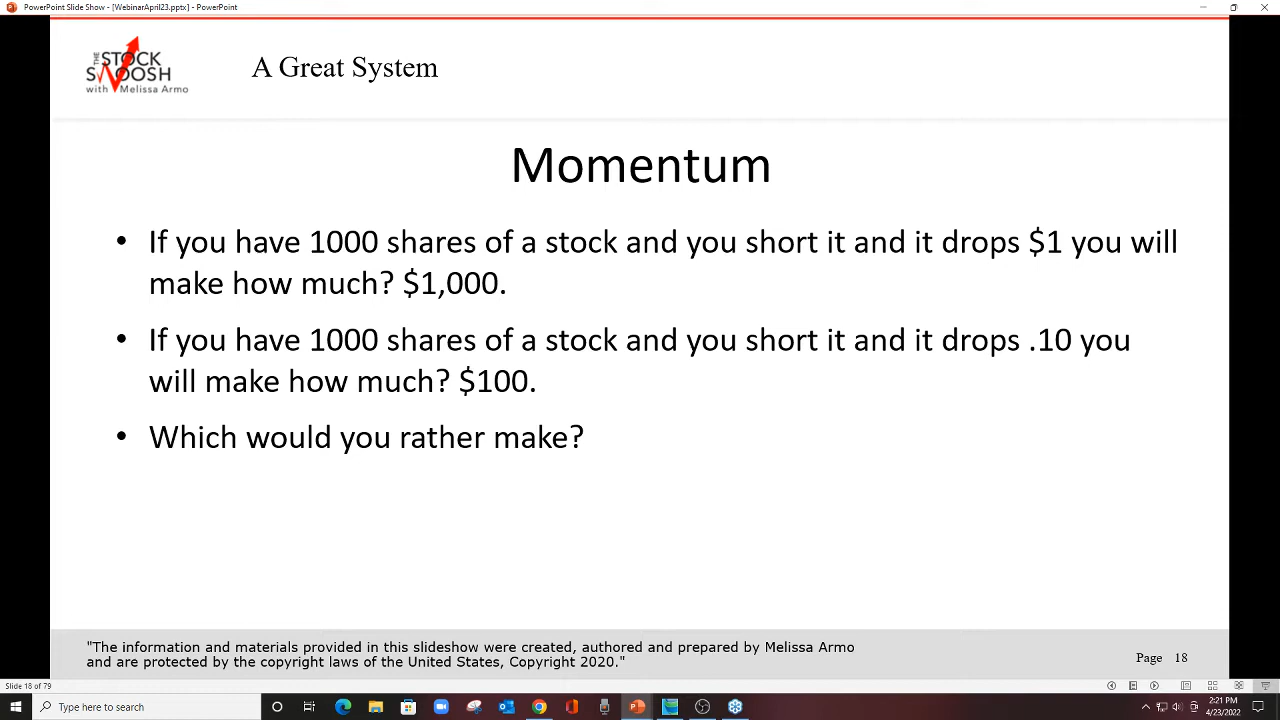 PowerPoint Slide Show - [WebinarApril23.pptx] - PowerPoint
THE
STOCK
SWOOSH
with Melissa Armo
A Great System
Momentum
• If you have 1000 shares of a stock and you short it and it drops $1 you will
make how much? $1,000.
• If you have 1000 shares of a stock and you short it and it drops .10 you
will make how much? $100.
• Which would you rather make?
"The information and materials provided in this slideshow were created, authored and prepared by Melissa Armo
and are protected by the copyright laws of the United States, Copyright 2020."
Page 18
Slide 18 of 79
Type here to search
2:21 PM
4/23/2022